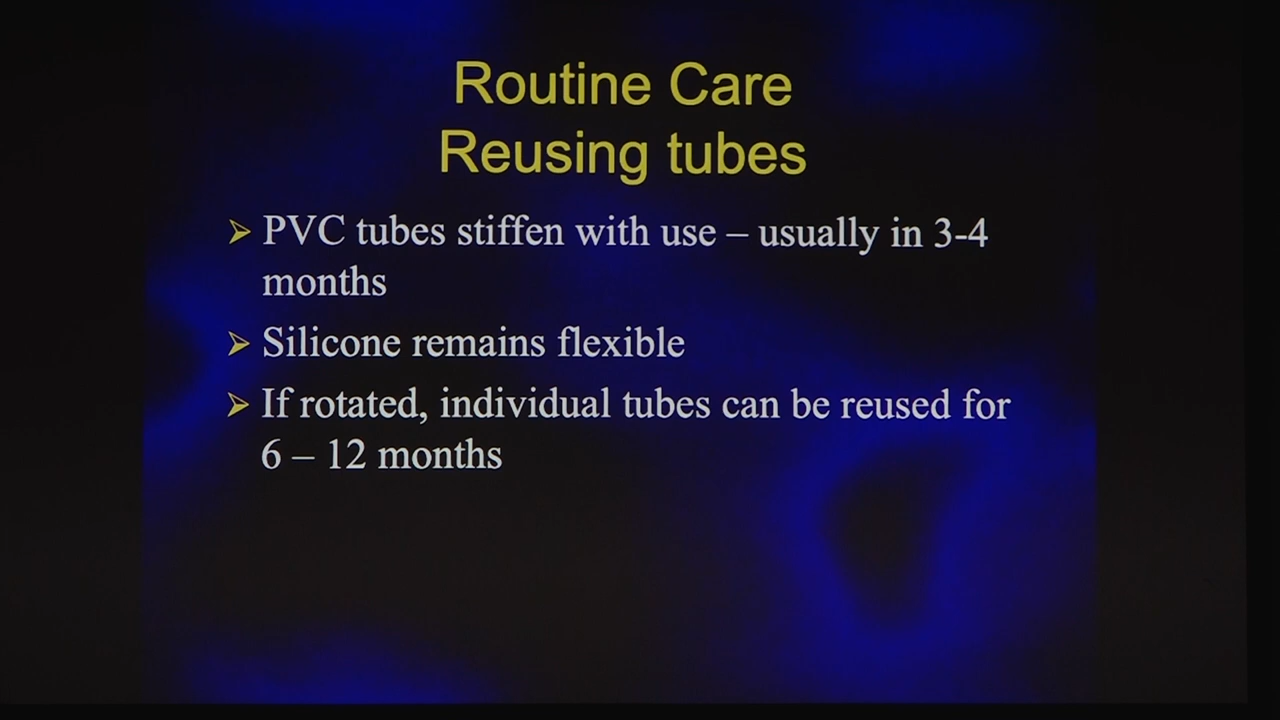 Routine Care
Reusing tubes
➢ PVC tubes stiffen with use – usually in 3-4
months
➢ Silicone remains flexible
➢ If rotated, individual tubes can be reused for
6 – 12 months